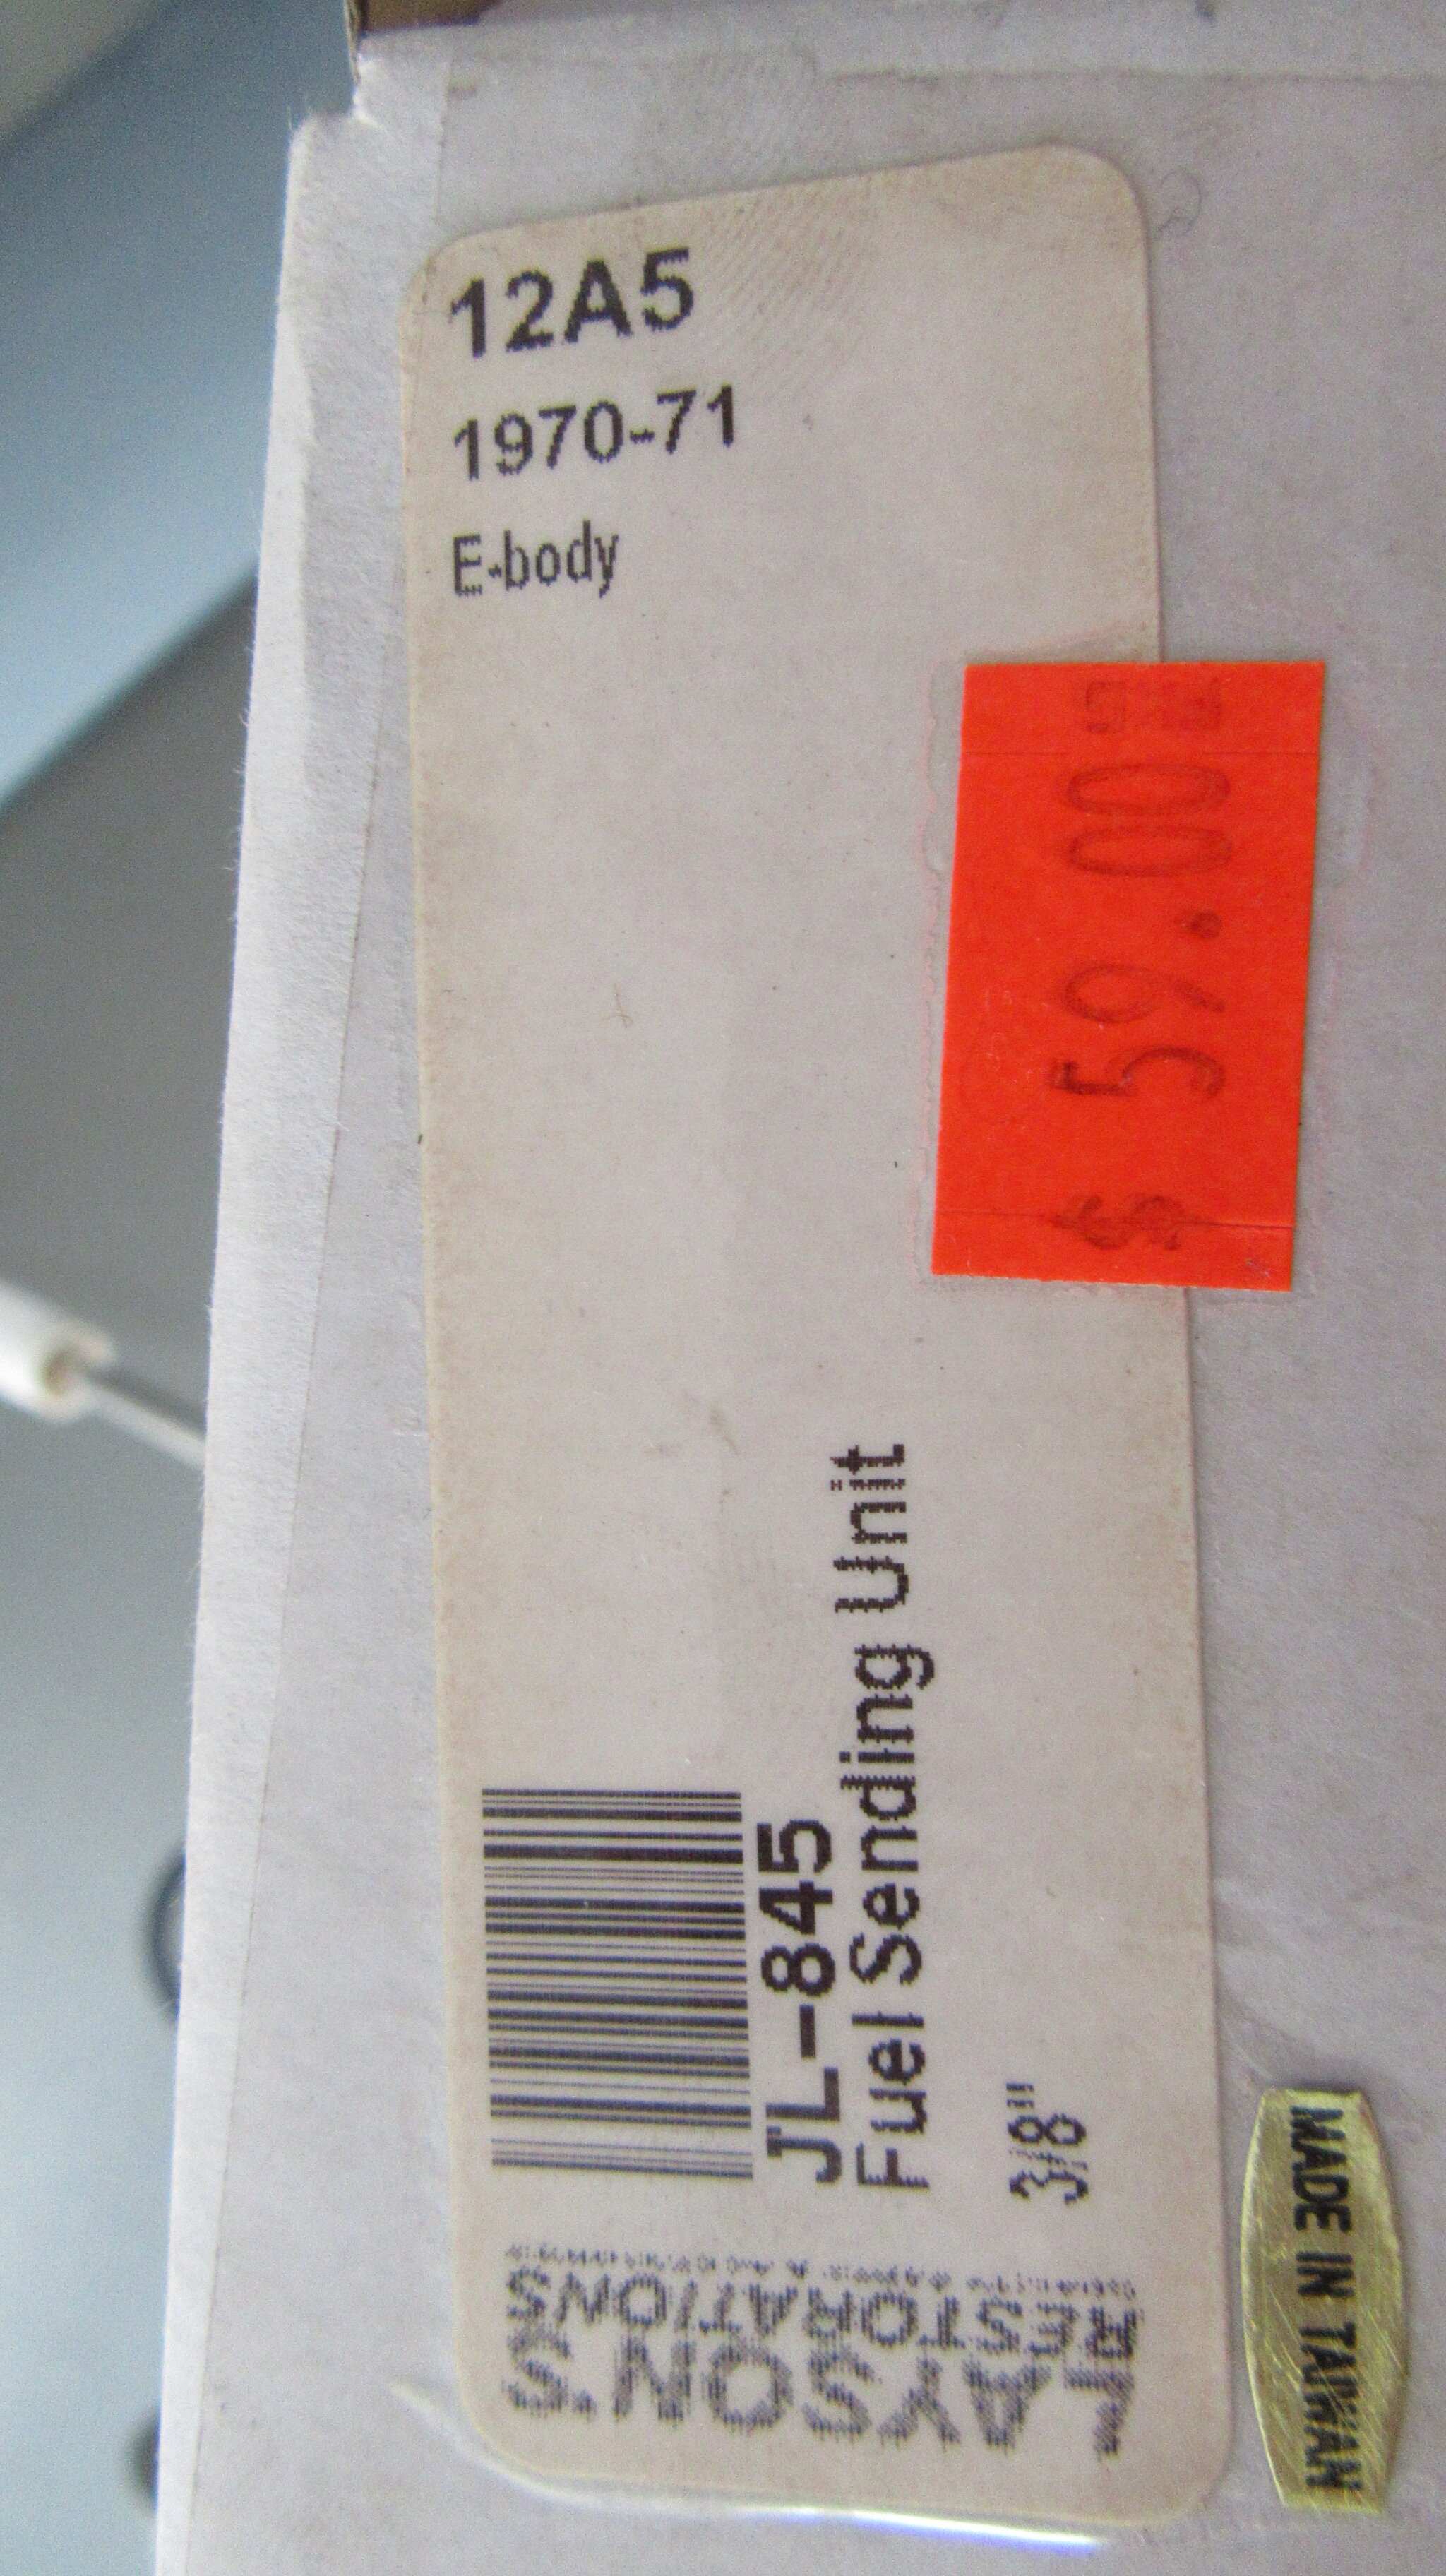 12A5
1970-71
E-body
$ 59.00
JL-845
Fuel Sending Unit
3/8"
LAYSON'S
RESTORATIONS
MADE IN TAIWAN